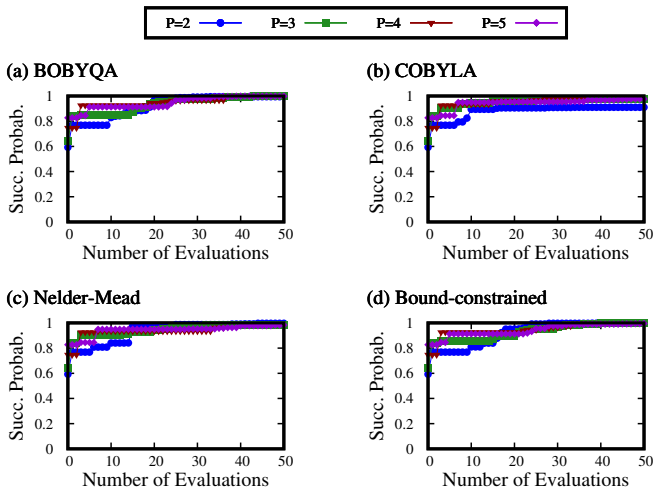 P=2 P=3 P=4 P=5
(a) BOBYQA
1
0.8
0.6
0.4
0.2
0
Succ. Probab.
0 10 20 30 40 50
Number of Evaluations
(b) COBYLA
1
0.8
0.6
0.4
0.2
0
Succ. Probab.
0 10 20 30 40 50
Number of Evaluations
(c) Nelder-Mead
1
0.8
0.6
0.4
0.2
0
Succ. Probab.
0 10 20 30 40 50
Number of Evaluations
(d) Bound-constrained
1
0.8
0.6
0.4
0.2
0
Succ. Probab.
0 10 20 30 40 50
Number of Evaluations